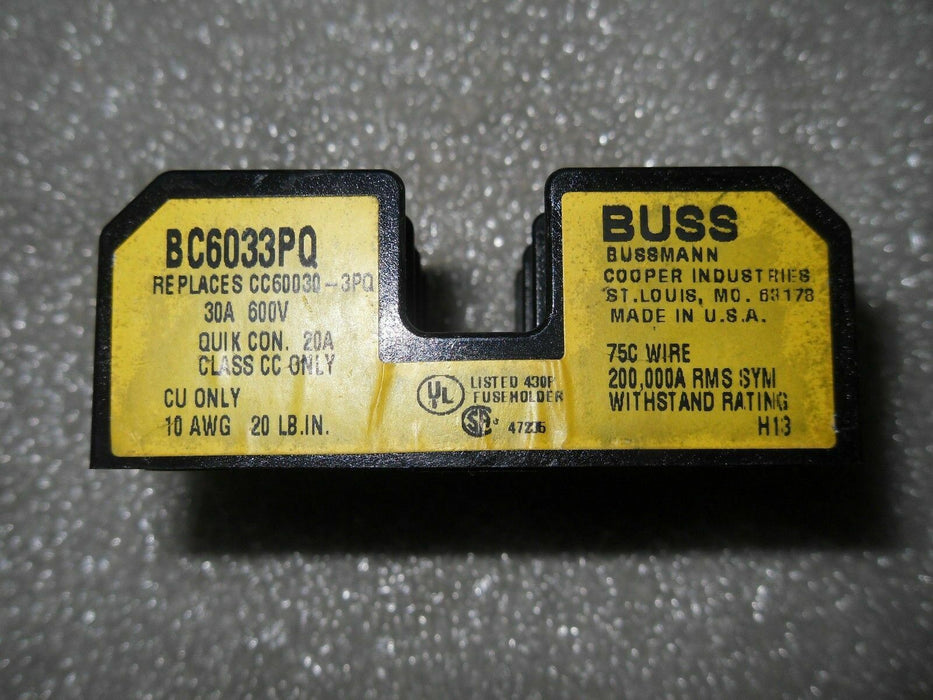 BC6033PQ
REPLACES CC60030-3PQ
30A 600V
QUIK CON. 20A
CLASS CC ONLY
CU ONLY
10 AWG 20 LB.IN.
UL
LISTED 430P
FUSEHOLDER
SA
BUSS
BUSSMANN
COOPER INDUSTRIES
ST. LOUIS, MO. 63178
MADE IN U.S.A.
75C WIRE
200,000A RMS SYM
WITHSTAND RATING
H13